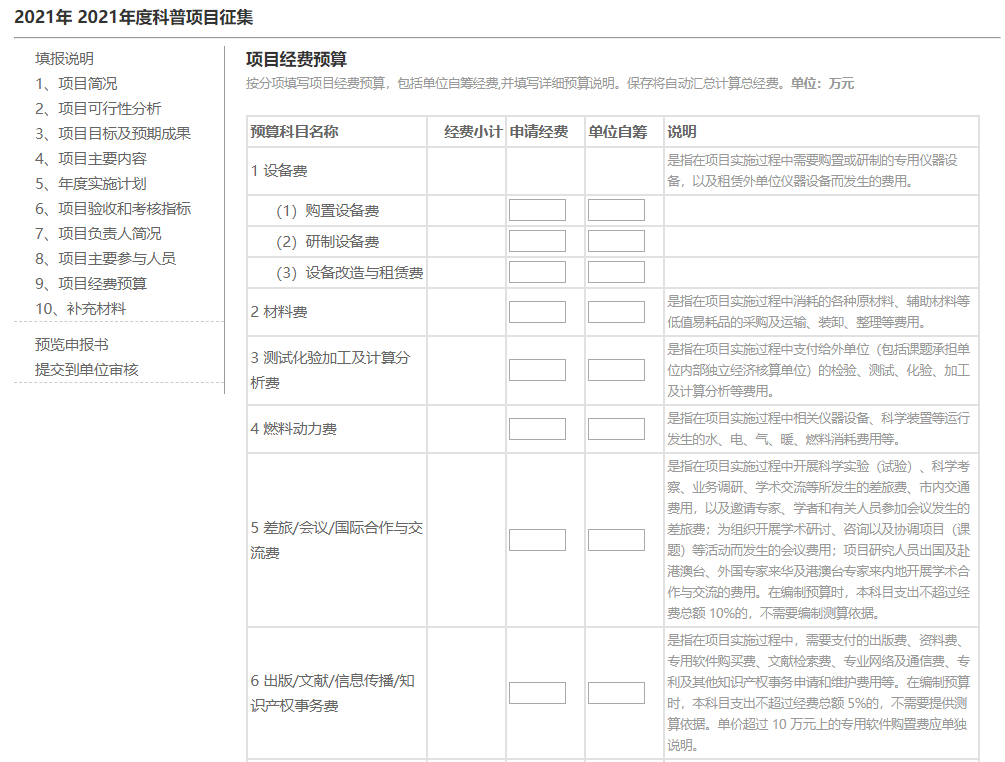 2021年 2021年度科普项目征集
填报说明
1、项目简况
2、项目可行性分析
3、项目目标及预期成果
4、项目主要内容
5、年度实施计划
6、项目验收和考核指标
7、项目负责人简况
8、项目主要参与人员
9、项目经费预算
10、补充材料
预览申报书
提交到单位审核
项目经费预算
按分项填写项目经费预算，包括单位自筹经费,并填写详细预算说明。保存将自动汇总计算总经费。单位：万元
预算科目名称 经费小计 申请经费 单位自筹 说明
1 设备费
是指在项目实施过程中需要购置或研制的专用仪器设
备，以及租赁外单位仪器设备而发生的费用。
（1）购置设备费
（2）研制设备费
（3）设备改造与租赁费
2 材料费
是指在项目实施过程中消耗的各种原材料、辅助材料等
低值易耗品的采购及运输、装卸、整理等费用。
3 测试化验加工及计算分
析费
是指在项目实施过程中支付给外单位（包括课题承担单
位内部独立经济核算单位）的检验、测试、化验、加工
及计算分析等费用。
4 燃料动力费
是指在项目实施过程中相关仪器设备、科学装置等运行
发生的水、电、气、暖、燃料消耗费用等。
5 差旅/会议/国际合作与交
流费
是指在项目实施过程中开展科学实验（试验）、科学考
察、业务调研、学术交流等所发生的差旅费、市内交通
费用，以及邀请专家、学者和有关人员参加会议发生的
差旅费；为组织开展学术研讨、咨询以及协调项目（课
题）等活动而发生的会议费用；项目研究人员出国及赴
港澳台、外国专家来华及港澳台专家来内地开展学术合
作与交流的费用。在编制预算时，本科目支出不超过经
费总额 10%的，不需要编制测算依据。
6 出版/文献/信息传播/知
识产权事务费
是指在项目实施过程中，需要支付的出版费、资料费、
专用软件购买费、文献检索费、专业网络及通信费、专
利及其他知识产权事务申请和维护费用等。在编制预算
时，本科目支出不超过经费总额 5%的，不需要提供测
算依据。单价超过 10 万元上的专用软件购置费应单独
说明。